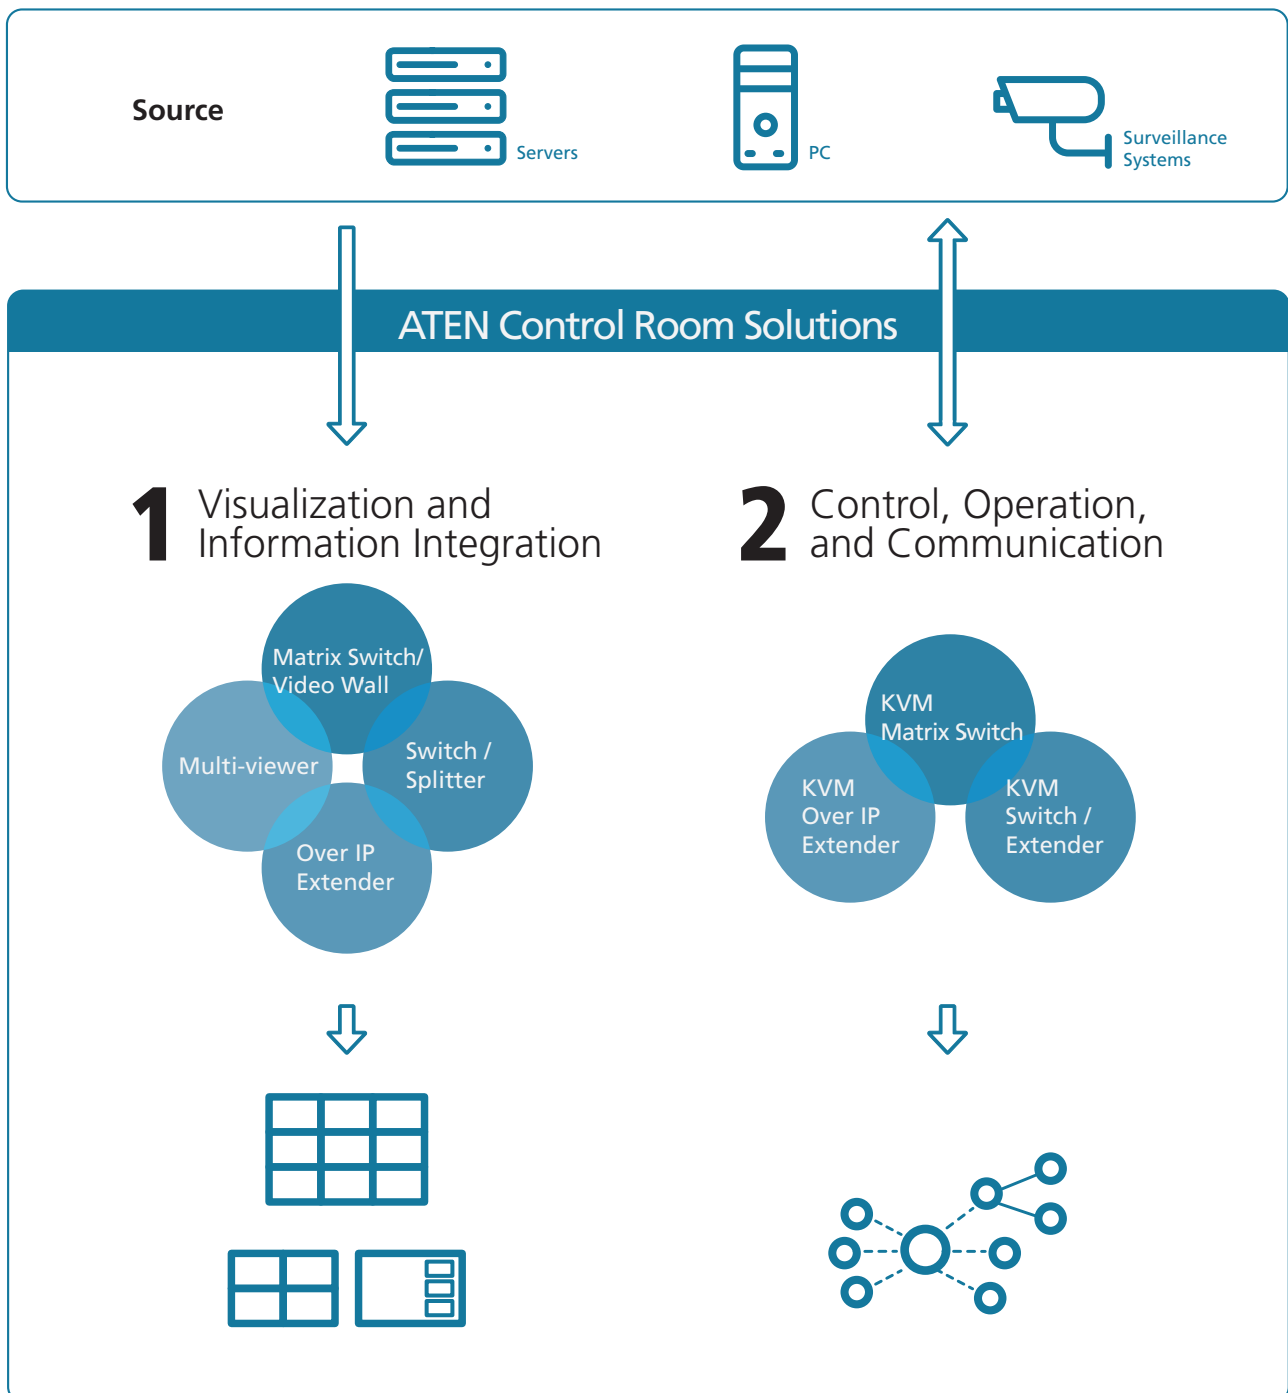 Source
Servers
PC
Surveillance
Systems
ATEN Control Room Solutions
1
Visualization and
Information Integration
2
Control, Operation,
and Communication
Matrix Switch/
Video Wall
Multi-viewer
Switch /
Splitter
Over IP
Extender
KVM
Matrix Switch
KVM
Over IP
Extender
KVM
Switch /
Extender